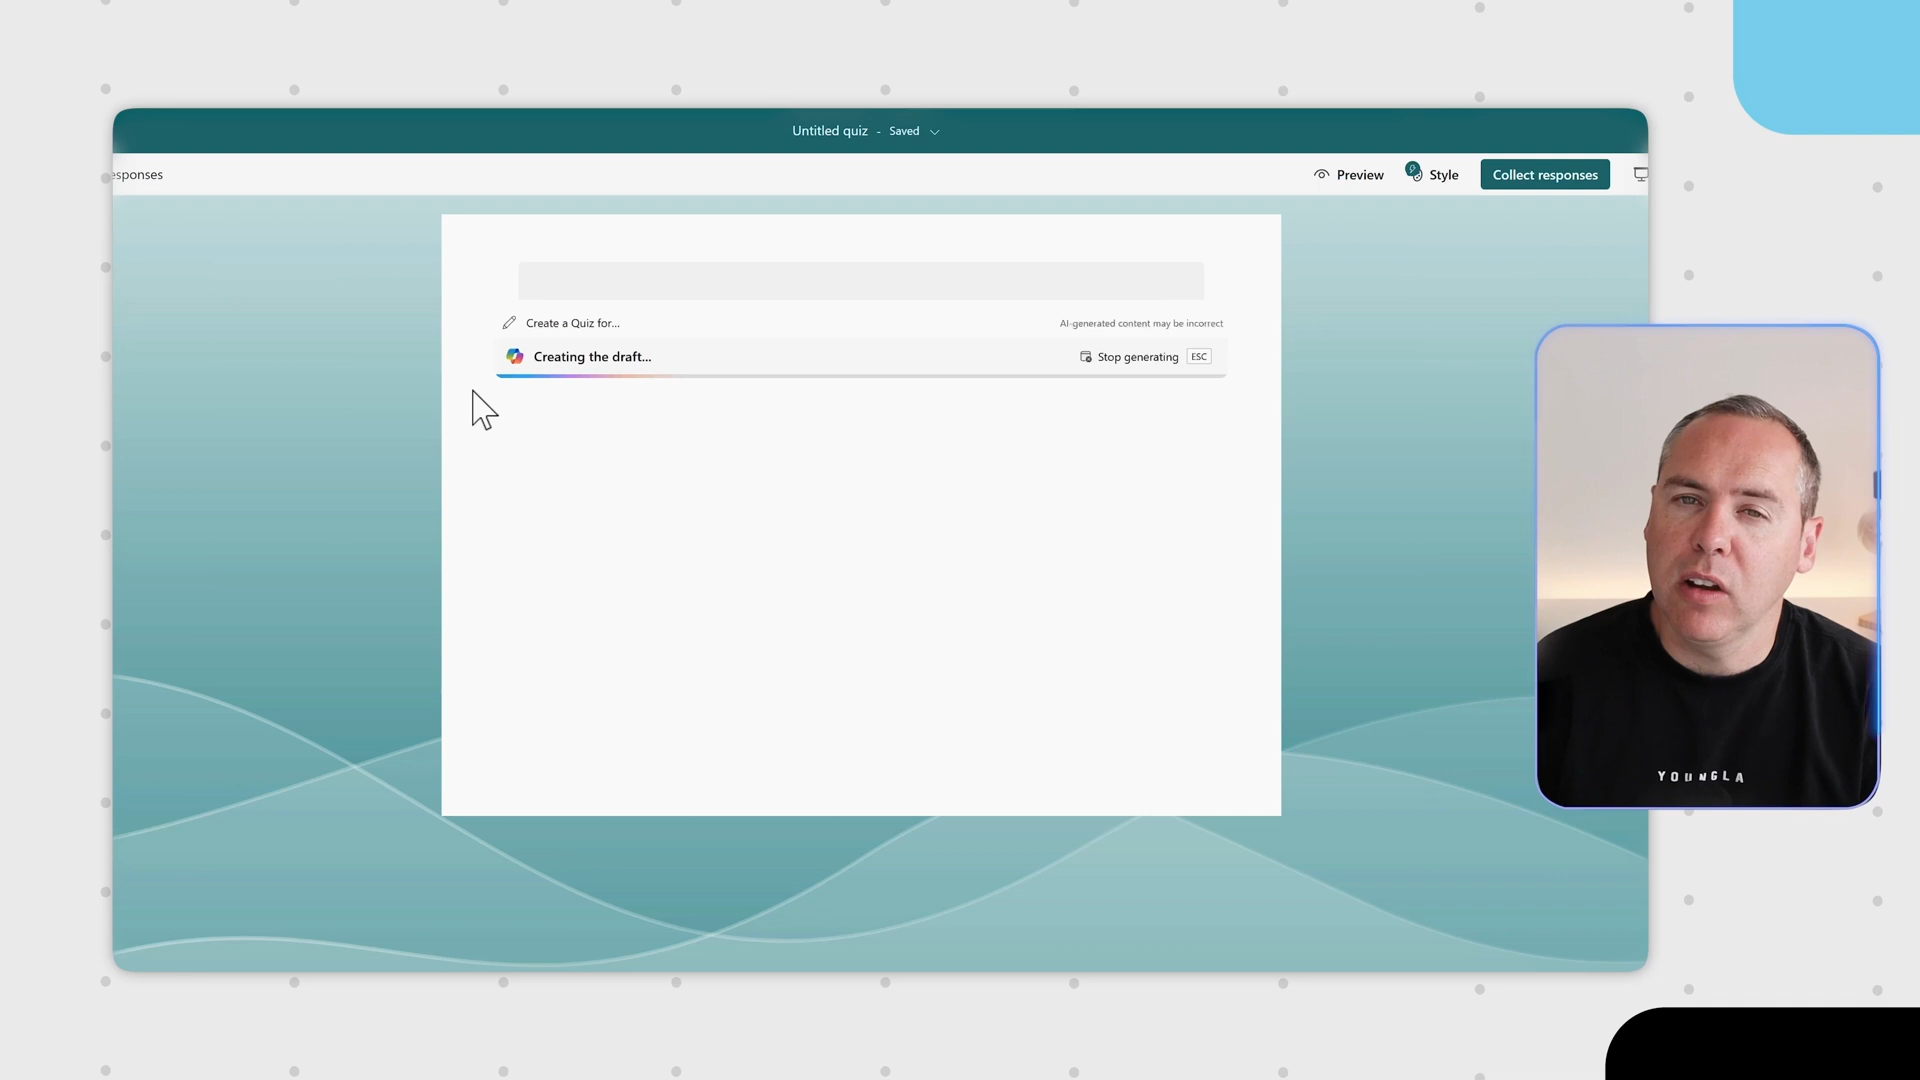 Untitled quiz - Saved
esponses
Preview
Style
Collect responses
Create a Quiz for...
AI-generated content may be incorrect
Creating the draft...
Stop generating
ESC
YOUNGLA